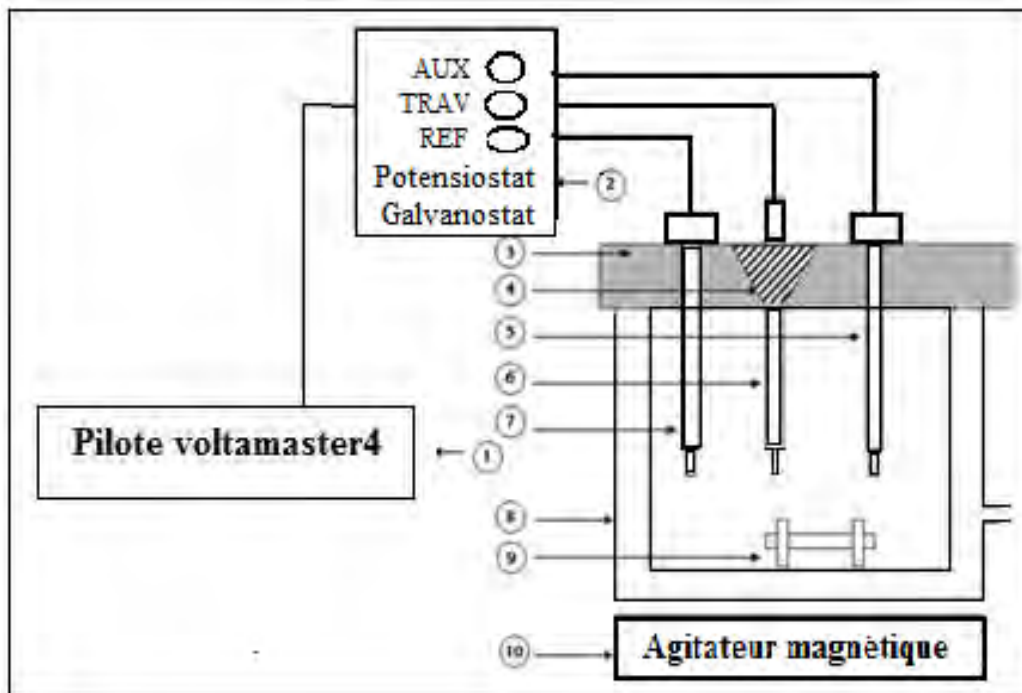 AUX
TRAV
REF
Potensiostat
Galvanostat
2
3
4
5
6
7
Pilote voltamaster4
1
8
9
10
Agitateur magnètique